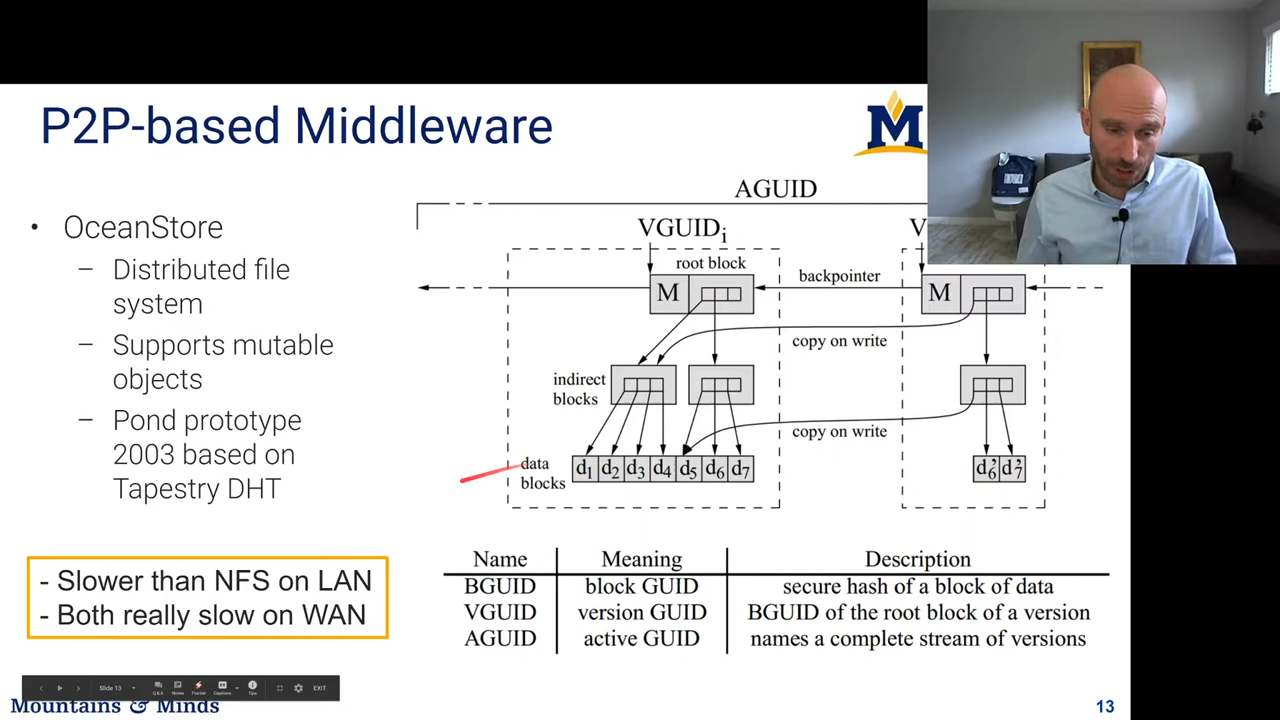 P2P-based Middleware
M
• OceanStore
– Distributed file
system
– Supports mutable
objects
– Pond prototype
2003 based on
Tapestry DHT
- Slower than NFS on LAN
- Both really slow on WAN
AGUID
VGUIDi
V
root block
M
backpointer
M
copy on write
indirect
blocks
copy on write
data
blocks
d1 d2 d3 d4 d5 d6 d7
d'6 d'7
Name Meaning Description
BGUID block GUID secure hash of a block of data
VGUID version GUID BGUID of the root block of a version
AGUID active GUID names a complete stream of versions
Slide 13
Q&A Notes Pointer Captions Tips
EXIT
Mountains & Minds
13